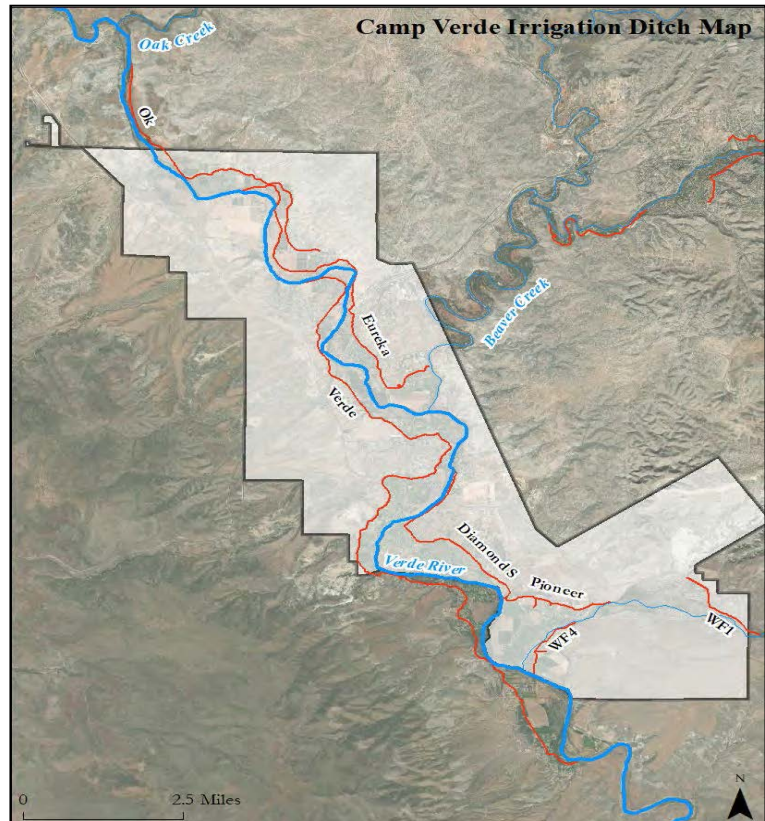 Camp Verde Irrigation Ditch Map
Oak Creek
Ok
Beaver Creek
Eureka
Verde
Diamond S
Pioneer
Verde River
WF1
WF4
N
0 2.5 Miles